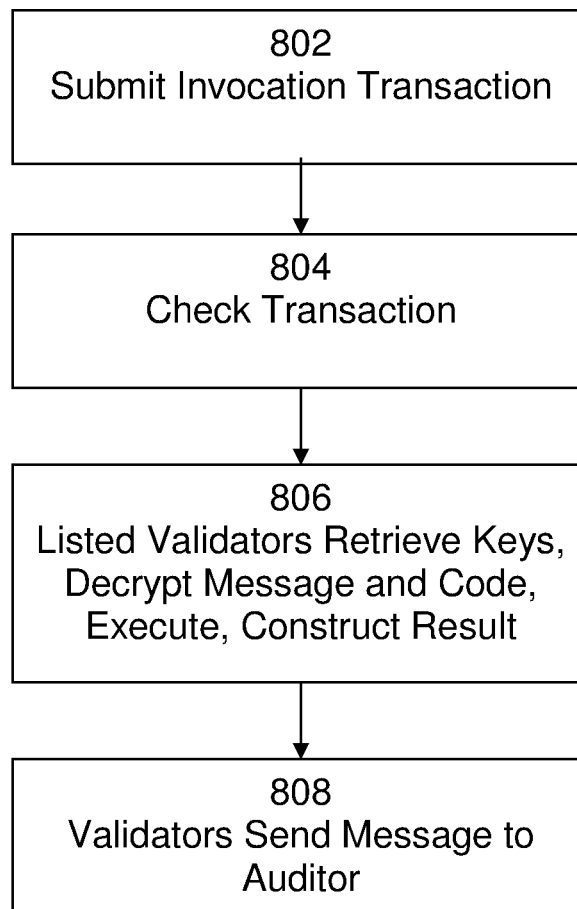 802
Submit Invocation Transaction
804
Check Transaction
806
Listed Validators Retrieve Keys,
Decrypt Message and Code,
Execute, Construct Result
808
Validators Send Message to
Auditor